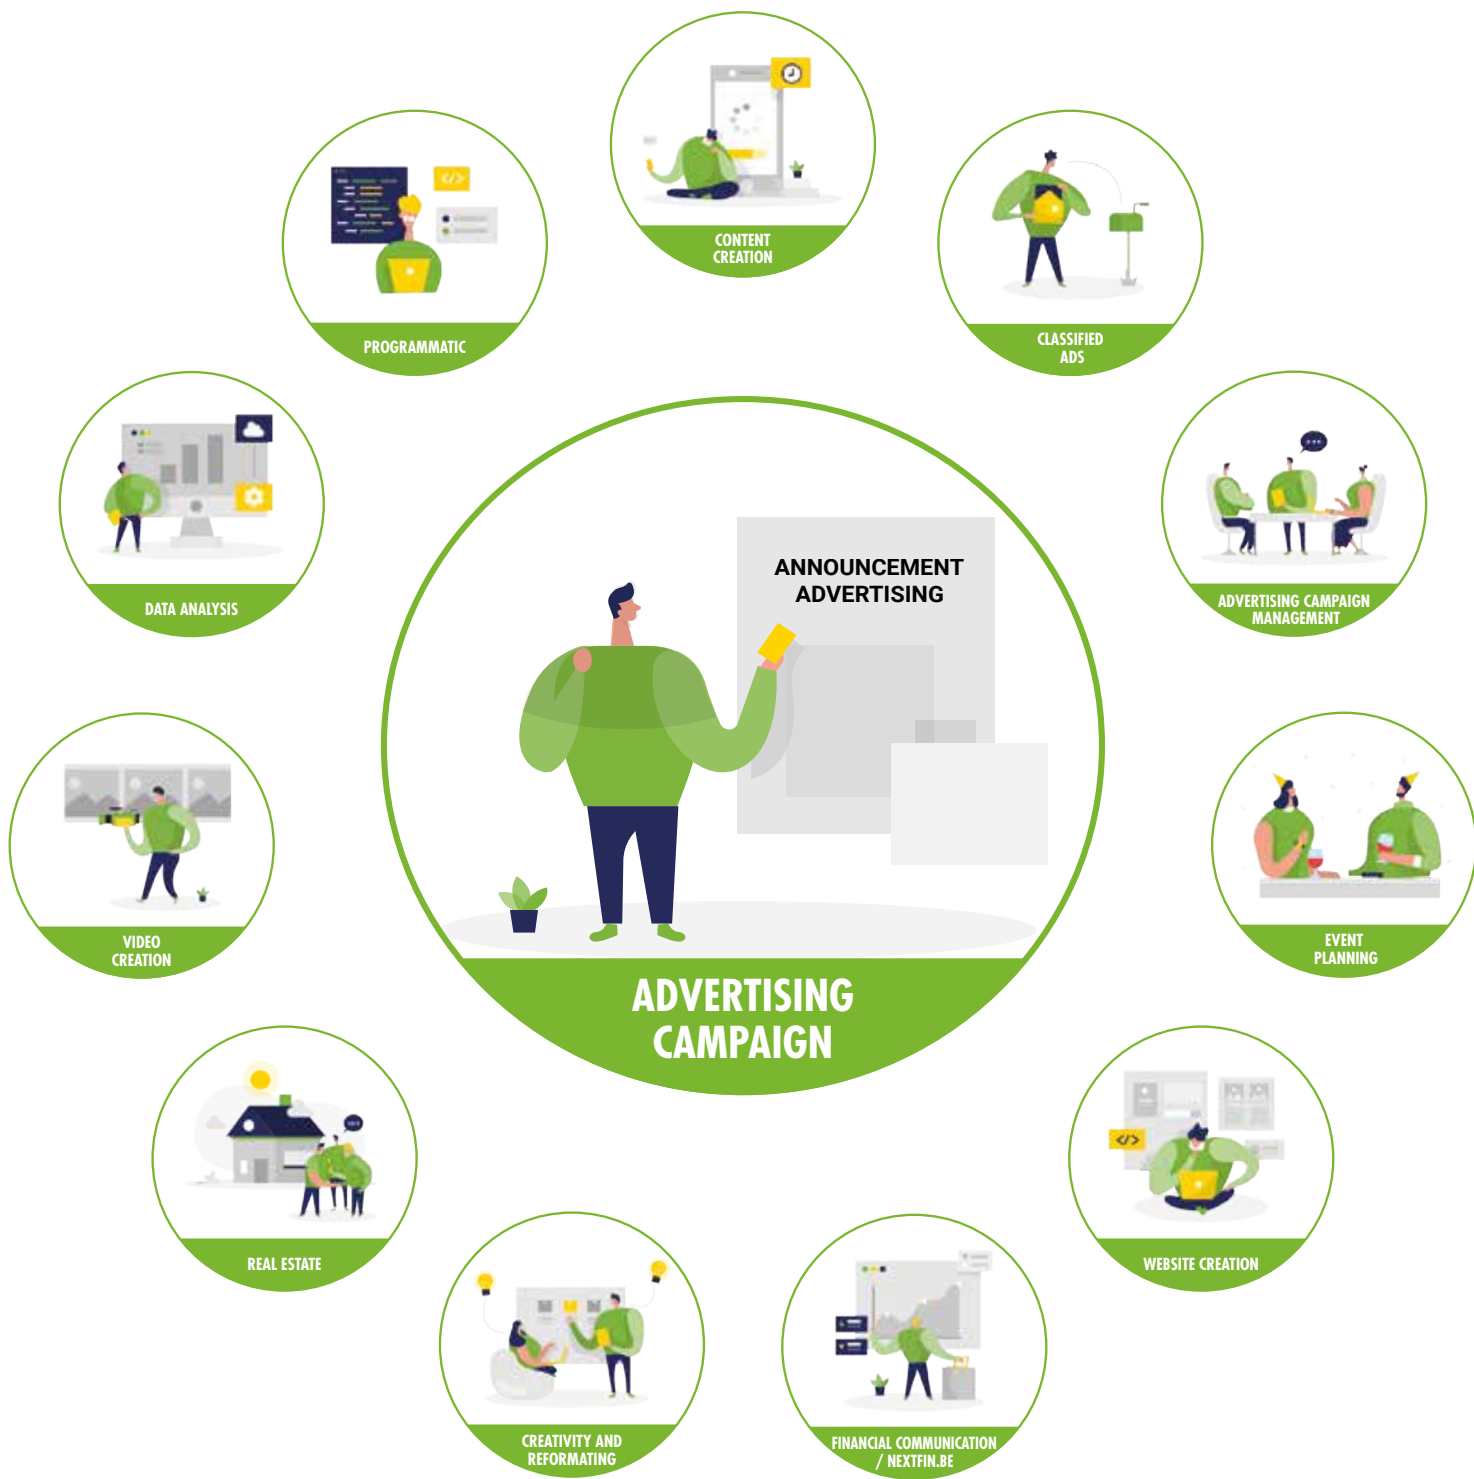 CONTENT
CREATION
PROGRAMMATIC
CLASSIFIED
ADS
DATA ANALYSIS
ADVERTISING CAMPAIGN
MANAGEMENT
ANNOUNCEMENT
ADVERTISING
VIDEO
CREATION
EVENT
PLANNING
ADVERTISING
CAMPAIGN
REAL ESTATE
</>
WEBSITE CREATION
CREATIVITY AND
REFORMATING
FINANCIAL COMMUNICATION
/ NEXTFIN.BE